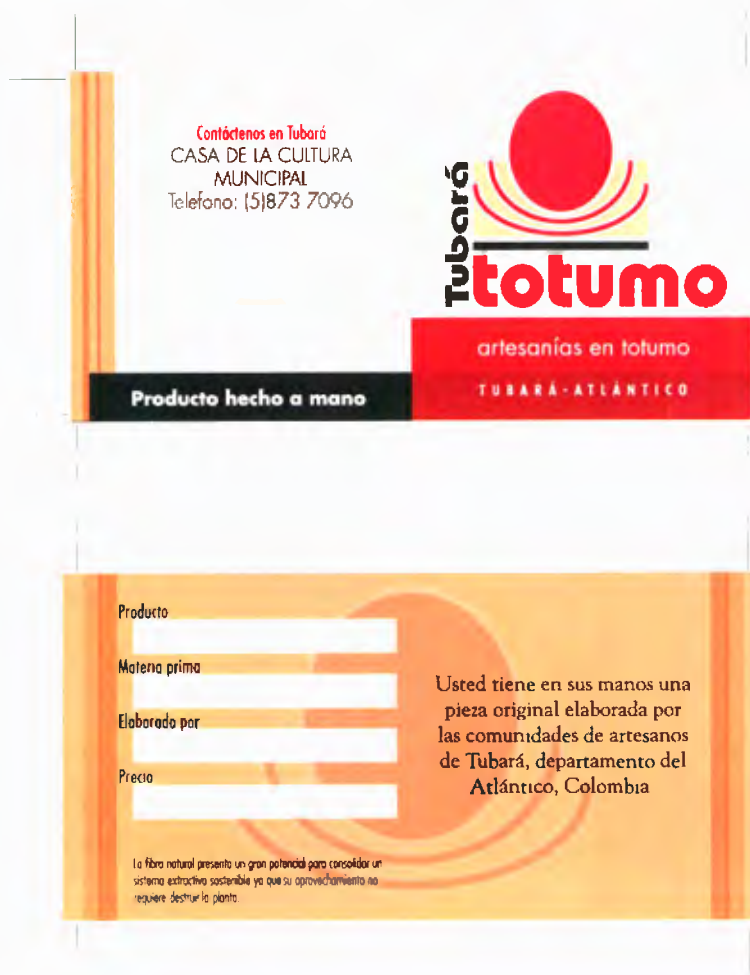 Contáctenos en Tubará
CASA DE LA CULTURA
MUNICIPAL
Telefono: (5)873 7096
Tubará
totumo
artesanías en totumo
TUBARÁ-ATLÁNTICO
Producto hecho a mano
Producto
Materia prima
Elaborado por
Precio
Usted tiene en sus manos una
pieza original elaborada por
las comunidades de artesanos
de Tubará, departamento del
Atlántico, Colombia
La fibra natural presenta un gran potencial para consolidar un
sistema extractivo sostenible ya que su aprovechamiento no
requiere destruir la planta.